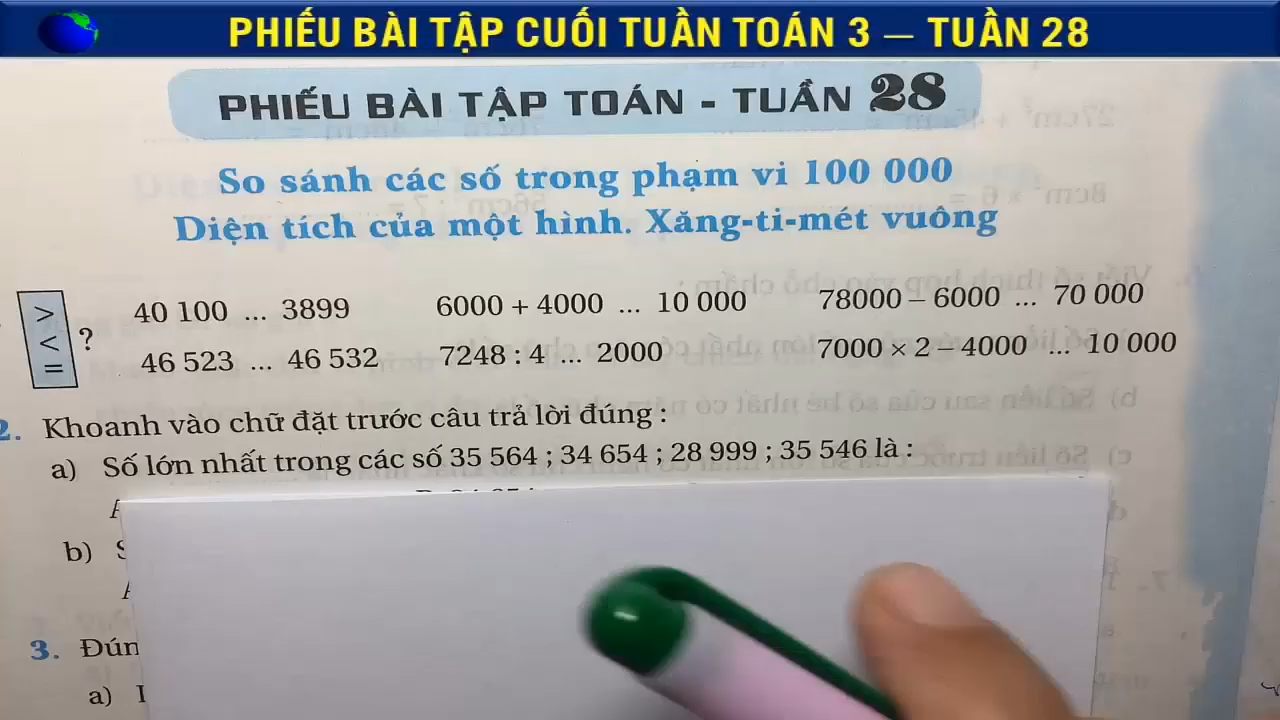 PHIẾU BÀI TẬP CUỐI TUẦN TOÁN 3 – TUẦN 28
PHIẾU BÀI TẬP TOÁN - TUẦN 28
So sánh các số trong phạm vi 100 000
Diện tích của một hình. Xăng-ti-mét vuông
> < = ?
40 100 ... 3899 6000 + 4000 ... 10 000 78000 – 6000 ... 70 000
46 523 ... 46 532 7248 : 4 ... 2000 7000 × 2 – 4000 ... 10 000
2. Khoanh vào chữ đặt trước câu trả lời đúng :
a) Số lớn nhất trong các số 35 564 ; 34 654 ; 28 999 ; 35 546 là :
b)
3.
a)